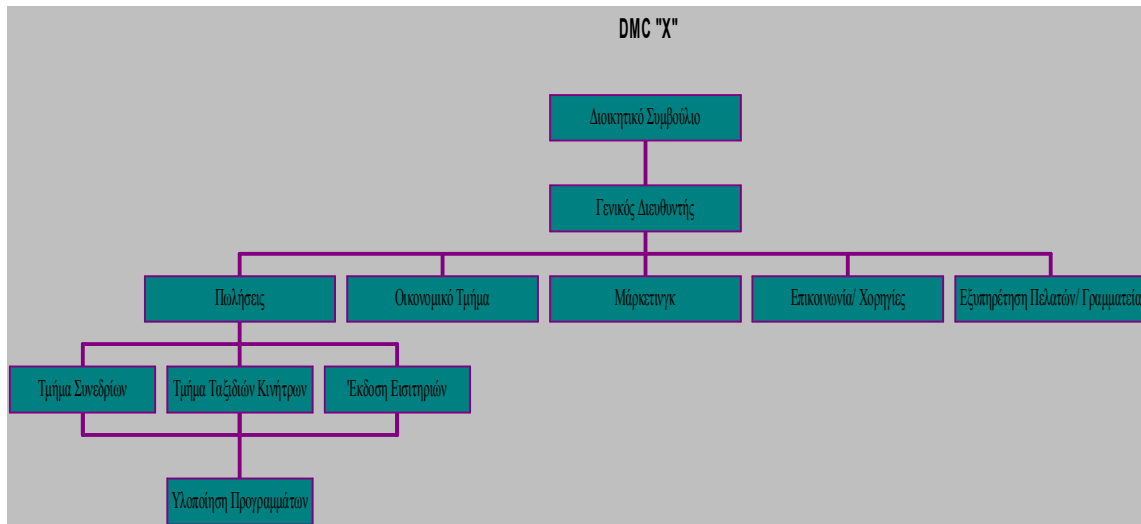 DMC "X"
Διοικητικό Συμβούλιο
Γενικός Διευθυντής
Πωλήσεις
Οικονομικό Τμήμα
Μάρκετινγκ
Επικοινωνία/ Χορηγίες
Εξυπηρέτηση Πελατών/ Γραμματεία
Τμήμα Συνεδρίων
Τμήμα Ταξιδιών Κινήτρων
Έκδοση Εισιτηριών
Υλοποίηση Προγραμμάτων